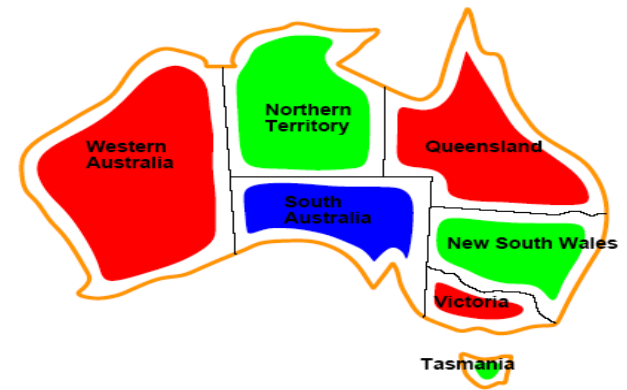 Northern
Territory
Western
Australia
Queensland
South
Australia
New South Wales
Victoria
Tasmania